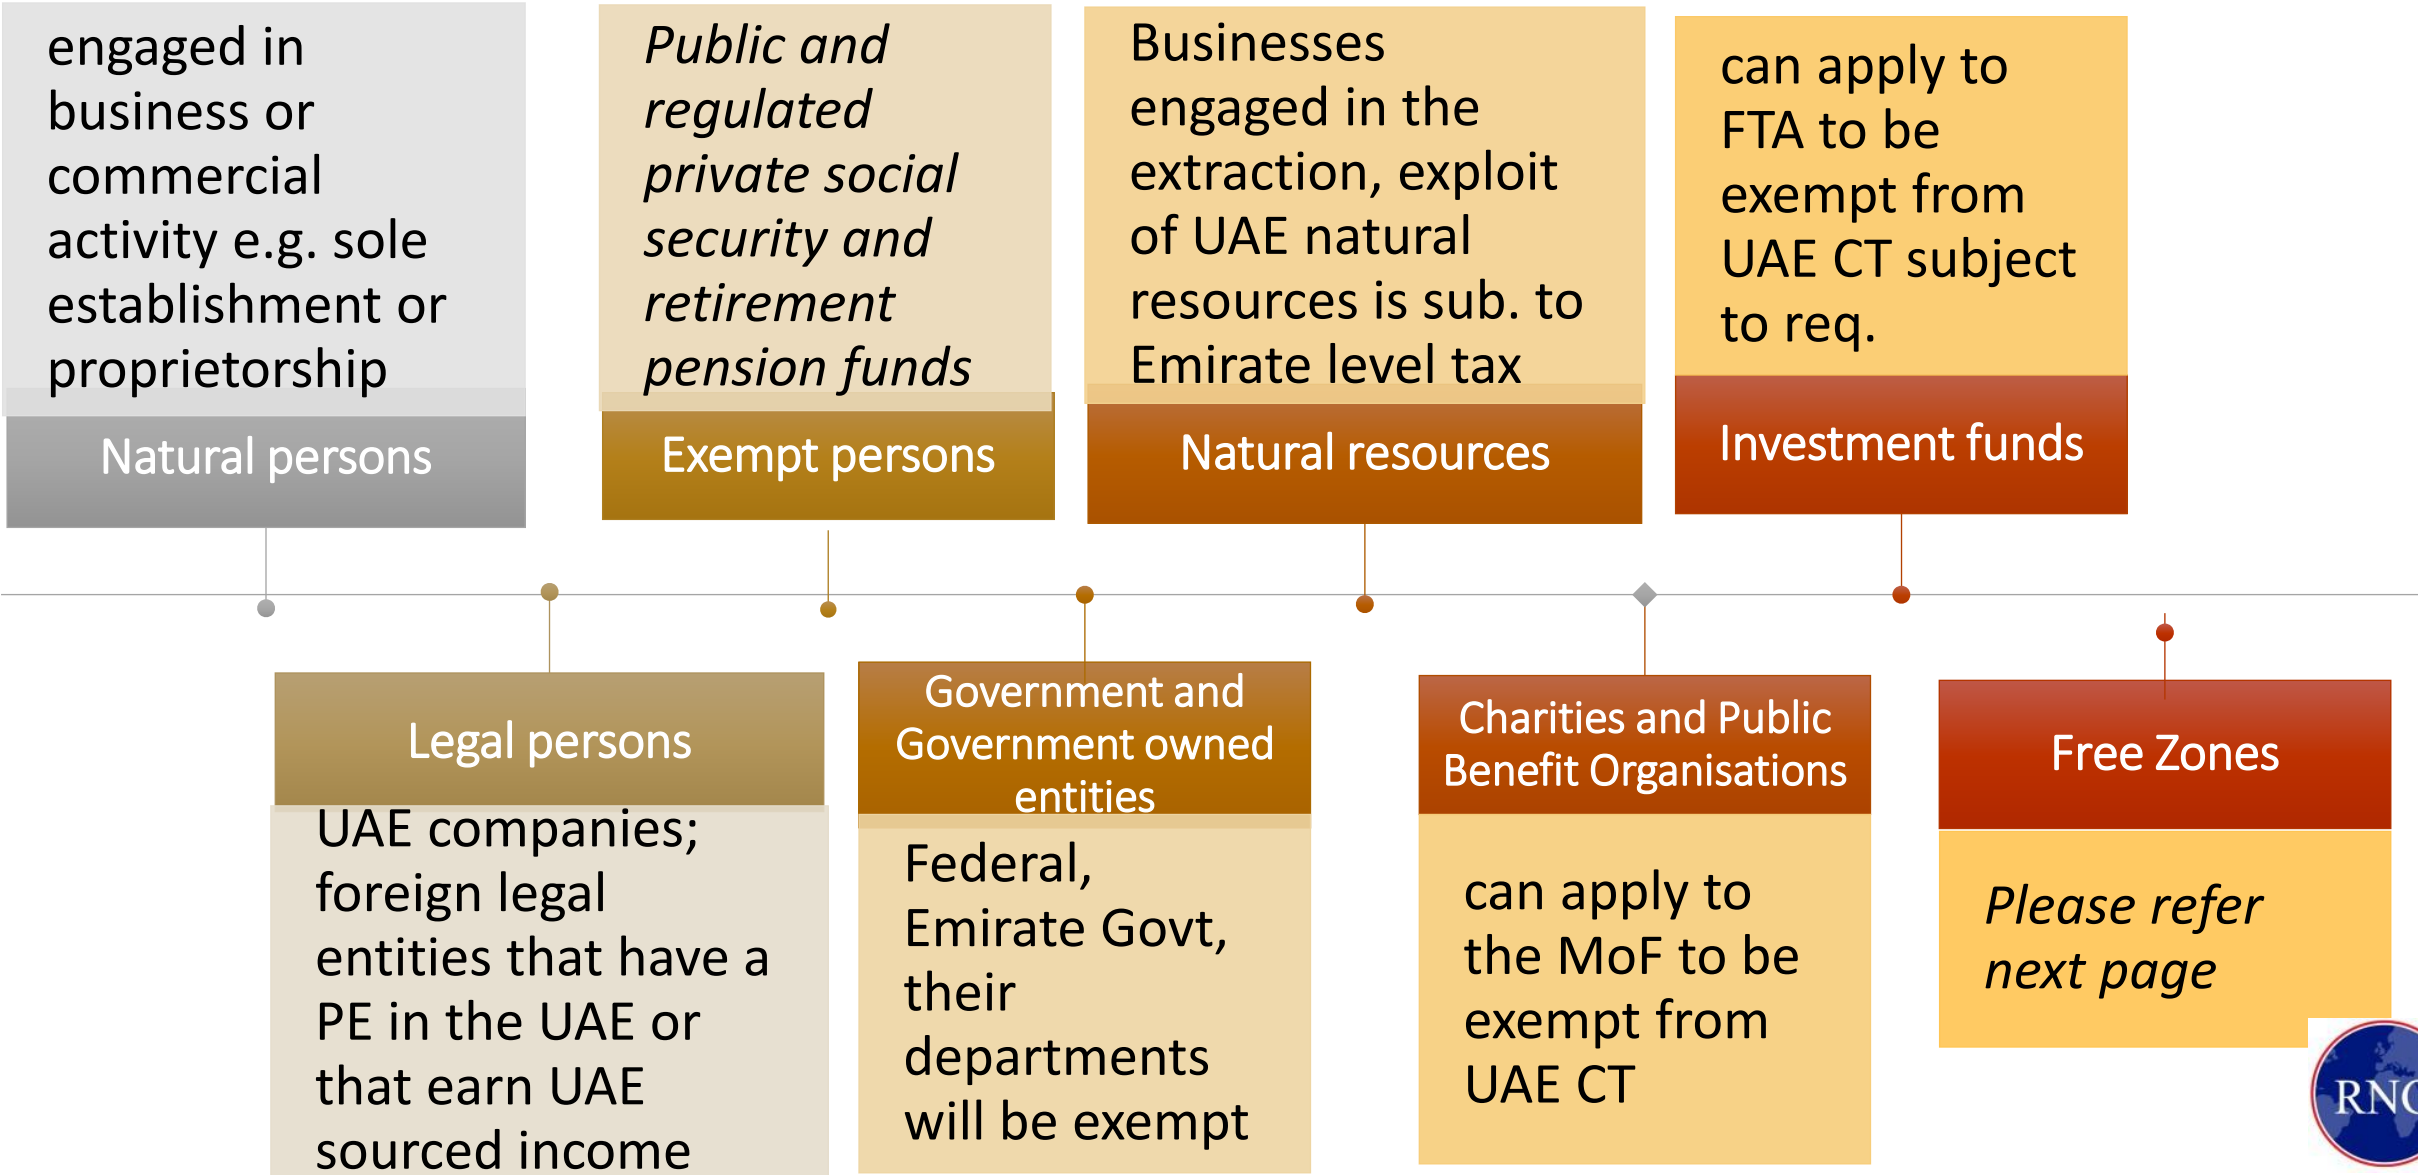 engaged in
business or
commercial
activity e.g. sole
establishment or
proprietorship
Natural persons
Public and
regulated
private social
security and
retirement
pension funds
Exempt persons
Businesses
engaged in the
extraction, exploit
of UAE natural
resources is sub. to
Emirate level tax
Natural resources
can apply to
FTA to be
exempt from
UAE CT subject
to req.
Investment funds
Legal persons
UAE companies;
foreign legal
entities that have a
PE in the UAE or
that earn UAE
sourced income
Government and
Government owned
entities
Federal,
Emirate Govt,
their
departments
will be exempt
Charities and Public
Benefit Organisations
can apply to
the MoF to be
exempt from
UAE CT
Free Zones
Please refer
next page